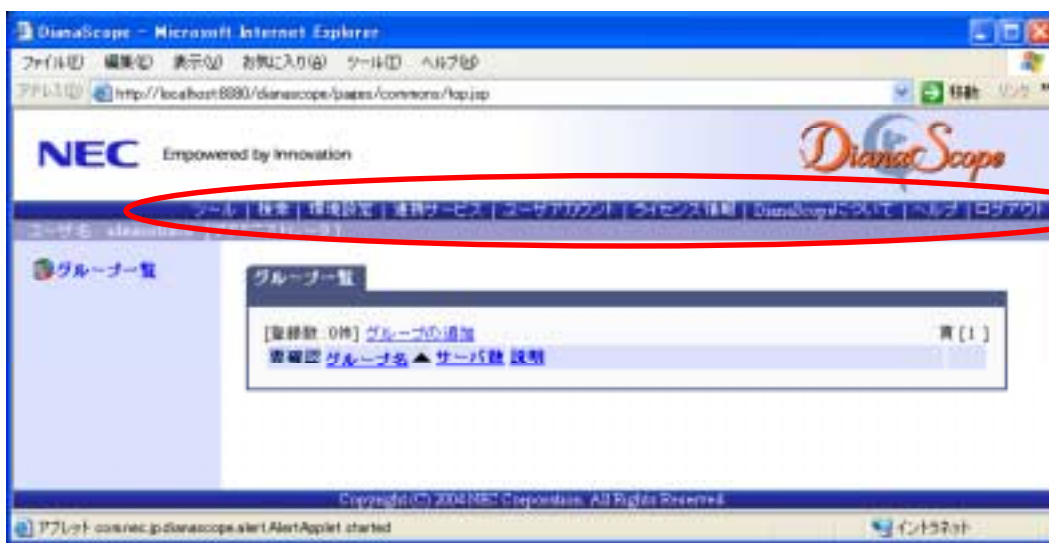 DianaScope - Microsoft Internet Explorer
ファイル(F) 編集(E) 表示(V) お気に入り(A) ツール(T) ヘルプ(H)
アドレス(D) http://localhost:8080/dianascope/pages/commons/top.jsp 移動 リンク »
NEC Empowered by Innovation DianaScope
ツール | 検索 | 環境設定 | 連携サービス | ユーザアカウント | ライセンス情報 | DianaScopeについて | ヘルプ | ログアウト
ユーザ名
グループ一覧
グループ一覧
[登録数 : 0件] グループの追加 頁 [1 ]
要確認 グループ名 ▲ サーバ数 説明
Copyright (C) 2004 NEC Corporation. All Rights Reserved.
アプレット com.nec.jp.dianascope.alert.AlertApplet started イントラネット